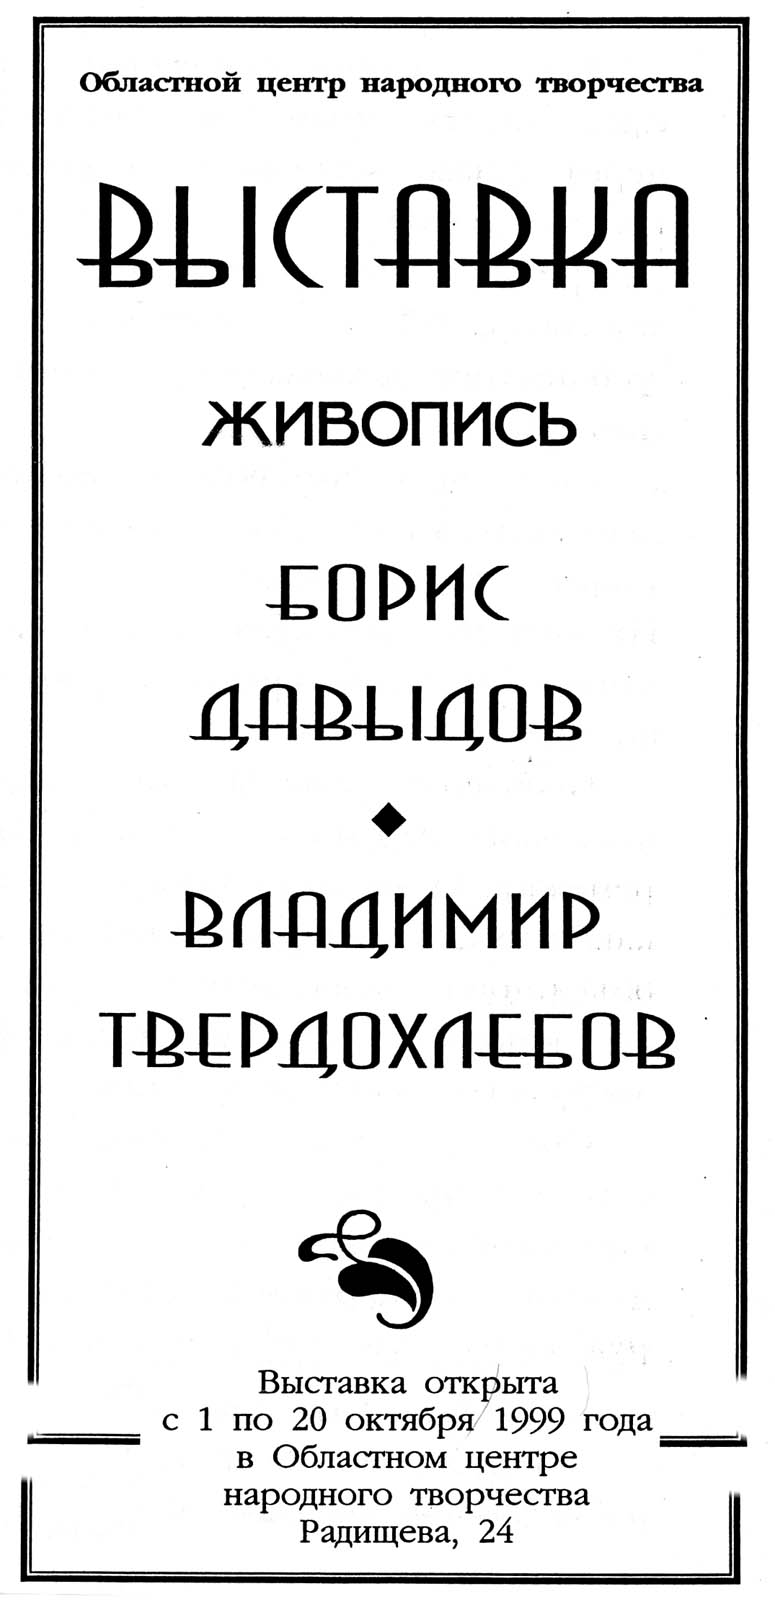 Областной центр народного творчества
ВЫСТАВКА
ЖИВОПИСЬ
БОРИС
ДАВЫДОВ
ВЛАДИМИР
ТВЕРДОХЛЕБОВ
Выставка открыта
с 1 по 20 октября 1999 года
в Областном центре
народного творчества
Радищева, 24